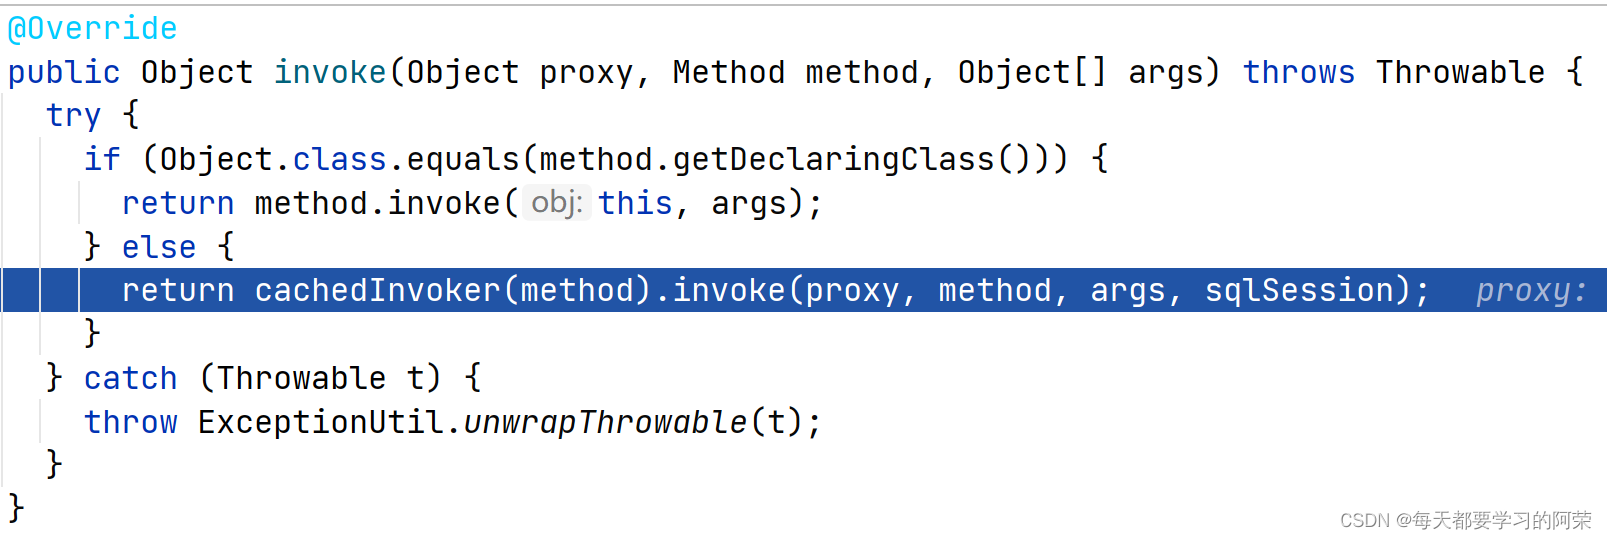 @Override
public Object invoke(Object proxy, Method method, Object[] args) throws Throwable {
  try {
    if (Object.class.equals(method.getDeclaringClass())) {
      return method.invoke( obj: this, args);
    } else {
      return cachedInvoker(method).invoke(proxy, method, args, sqlSession);  proxy:
    }
  } catch (Throwable t) {
    throw ExceptionUtil.unwrapThrowable(t);
  }
}
CSDN @每天都要学习的阿荣